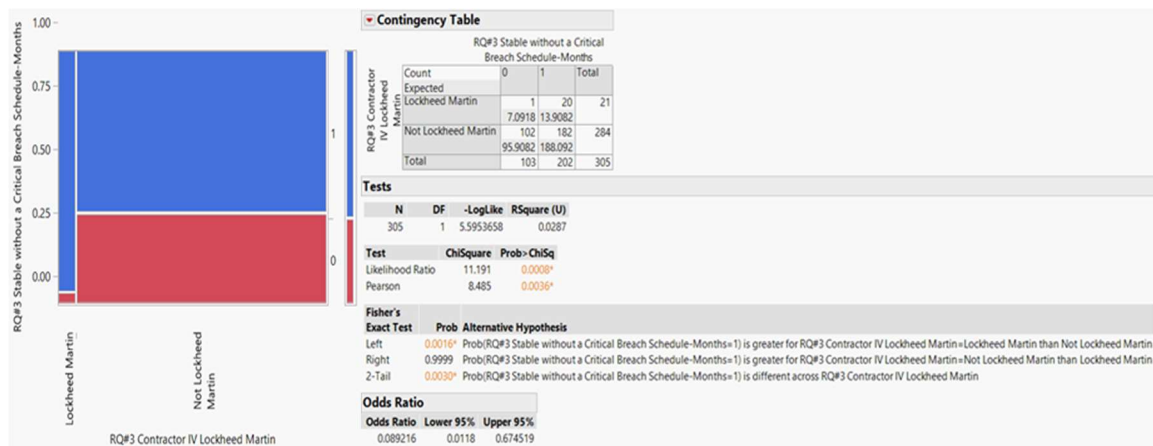 RQ#3 Stable without a Critical Breach Schedule-Months
1.00
0.75
0.50
0.25
0.00
1
0
Lockheed Martin
Not Lockheed
Martin
RQ#3 Contractor IV Lockheed Martin
Contingency Table
RQ#3 Stable without a Critical
Breach Schedule-Months
RQ#3 Contractor
IV Lockheed
Martin
Count 0 1 Total
Expected
Lockheed Martin 1 20 21
7.0918 13.9082
Not Lockheed Martin 102 182 284
95.9082 188.092
Total 103 202 305
Tests
N DF -LogLike RSquare (U)
305 1 5.5953658 0.0287
Test ChiSquare Prob>ChiSq
Likelihood Ratio 11.191 0.0008*
Pearson 8.485 0.0036*
Fisher's
Exact Test Prob Alternative Hypothesis
Left 0.0016* Prob(RQ#3 Stable without a Critical Breach Schedule-Months=1) is greater for RQ#3 Contractor IV Lockheed Martin=Lockheed Martin than Not Lockheed Martin
Right 0.9999 Prob(RQ#3 Stable without a Critical Breach Schedule-Months=1) is greater for RQ#3 Contractor IV Lockheed Martin=Not Lockheed Martin than Lockheed Martin
2-Tail 0.0030* Prob(RQ#3 Stable without a Critical Breach Schedule-Months=1) is different across RQ#3 Contractor IV Lockheed Martin
Odds Ratio
Odds Ratio Lower 95% Upper 95%
0.089216 0.0118 0.674519